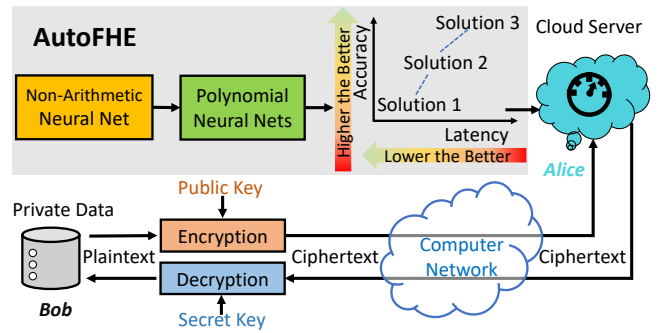 AutoFHE
Non-Arithmetic
Neural Net
Polynomial
Neural Nets
Higher the Better
Accuracy
Solution 3
Solution 2
Solution 1
Latency
Lower the Better
Cloud Server
Alice
Public Key
Private Data
Encryption
Plaintext
Ciphertext
Computer
Network
Ciphertext
Decryption
Bob
Secret Key